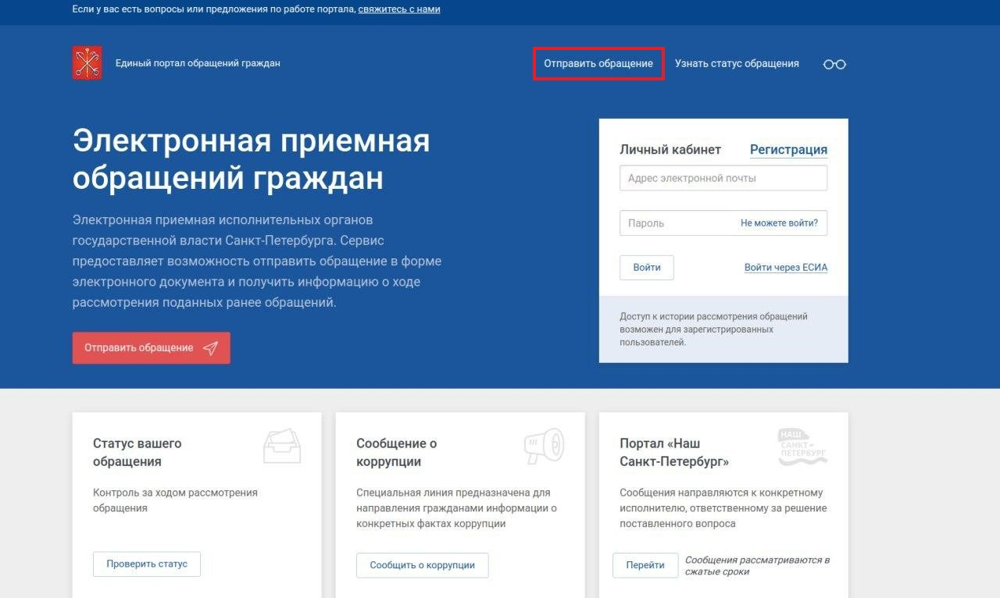 Если у вас есть вопросы или предложения по работе портала, свяжитесь с нами
Единый портал обращений граждан
Отправить обращение
Узнать статус обращения
Электронная приемная
обращений граждан
Электронная приемная исполнительных органов
государственной власти Санкт-Петербурга. Сервис
предоставляет возможность отправить обращение в форме
электронного документа и получить информацию о ходе
рассмотрения поданных ранее обращений.
Отправить обращение
Личный кабинет
Регистрация
Адрес электронной почты
Пароль
Не можете войти?
Войти
Войти через ЕСИА
Доступ к истории рассмотрения обращений
возможен для зарегистрированных
пользователей.
Статус вашего
обращения
Контроль за ходом рассмотрения
обращения
Проверить статус
Сообщение о
коррупции
Специальная линия предназначена для
направления гражданами информации о
конкретных фактах коррупции
Сообщить о коррупции
Портал «Наш
Санкт-Петербург»
НАШ
САНКТ-
ПЕТЕРБУРГ
Сообщения направляются к конкретному
исполнителю, ответственному за решение
поставленного вопроса
Перейти
Сообщения рассматриваются в
сжатые сроки